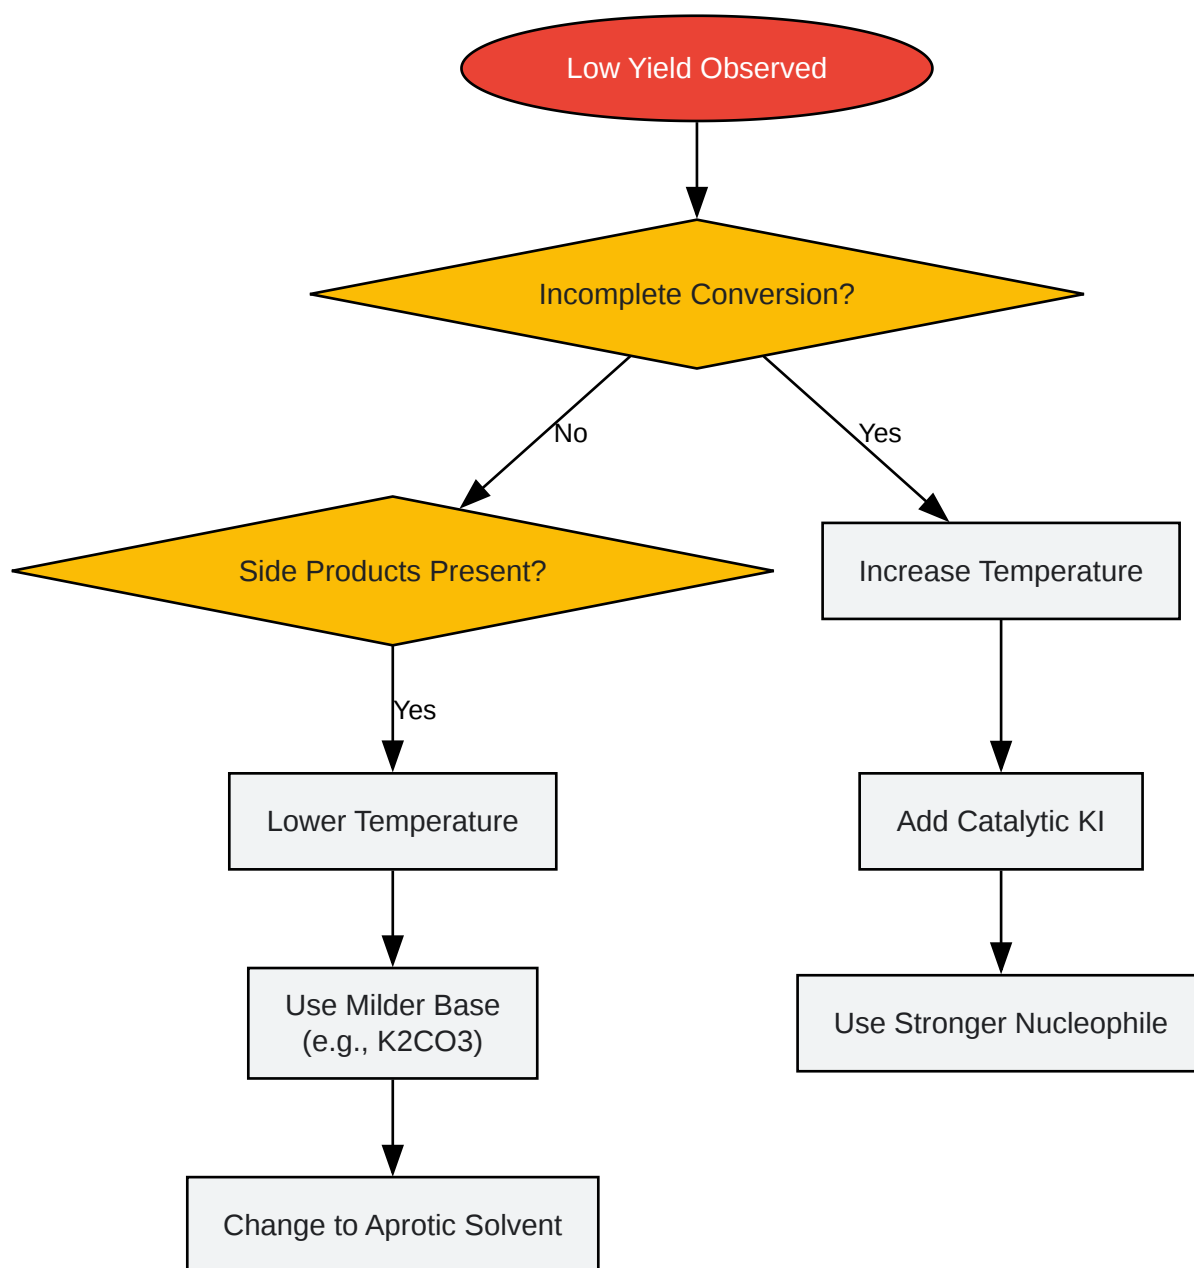 Low Yield Observed
Incomplete Conversion?
No
Yes
Side Products Present?
Increase Temperature
Yes
Lower Temperature
Add Catalytic KI
Use Milder Base
(e.g., K2CO3)
Use Stronger Nucleophile
Change to Aprotic Solvent